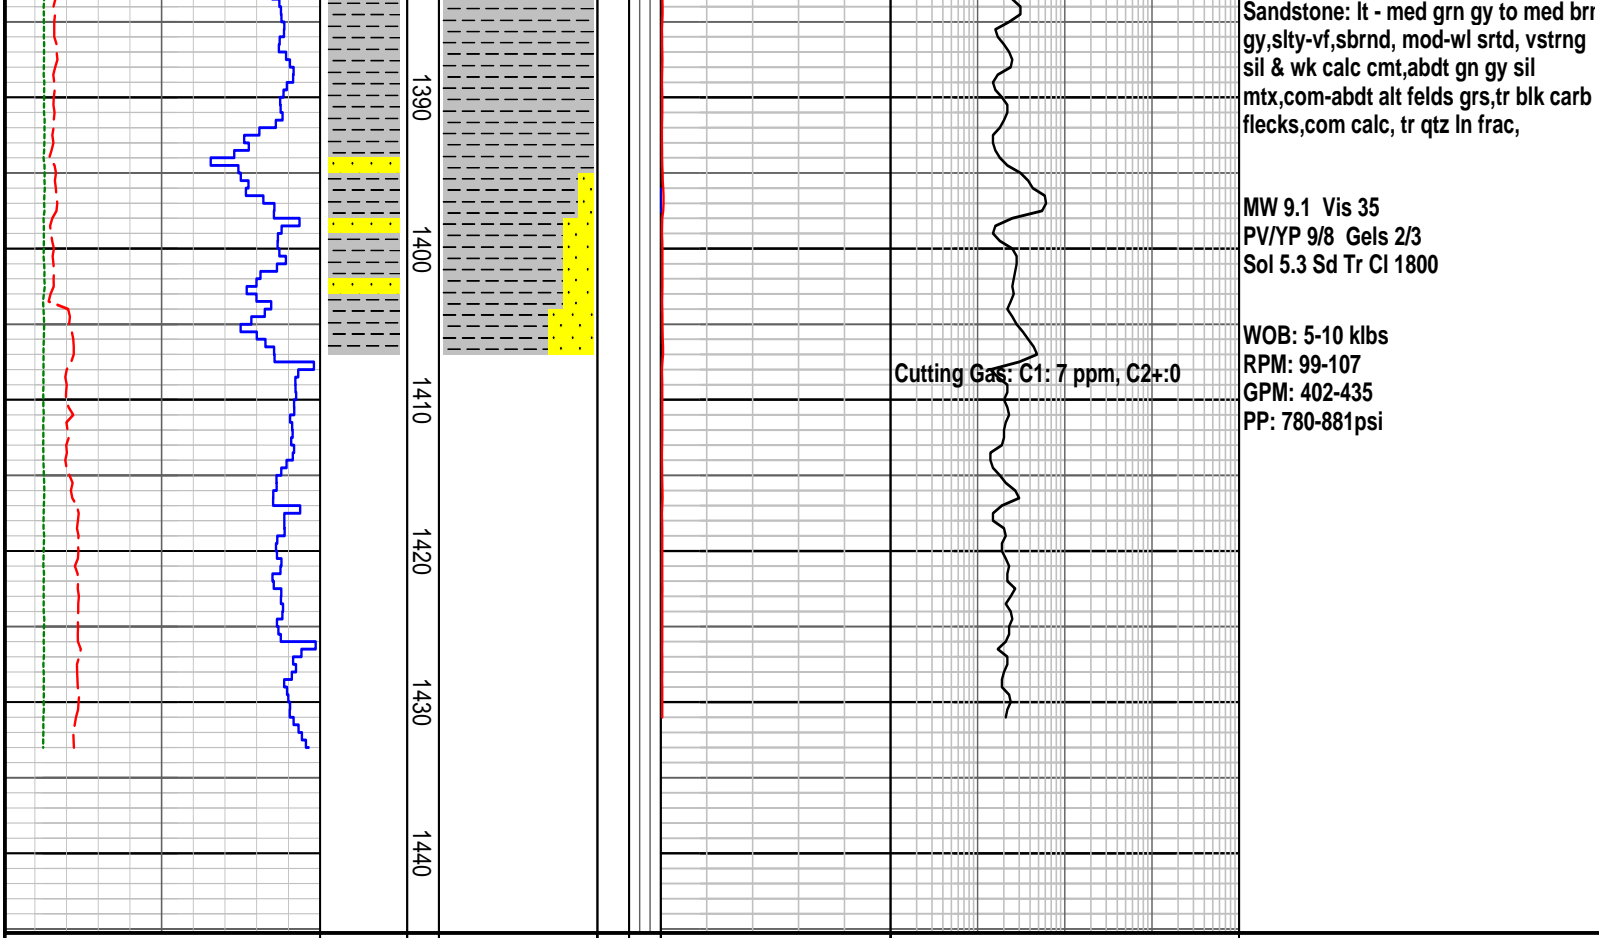 Sandstone: lt - med grn gy to med brn
gy,slty-vf,sbrnd, mod-wl srtd, vstrng
sil & wk calc cmt,abdt gn gy sil
mtx,com-abdt alt felds grs,tr blk carb
flecks,com calc, tr qtz ln frac,
MW 9.1 Vis 35
PV/YP 9/8 Gels 2/3
Sol 5.3 Sd Tr Cl 1800
WOB: 5-10 klbs
RPM: 99-107
GPM: 402-435
PP: 780-881psi
Cutting Gas: C1: 7 ppm, C2+:0
1390
1400
1410
1420
1430
1440